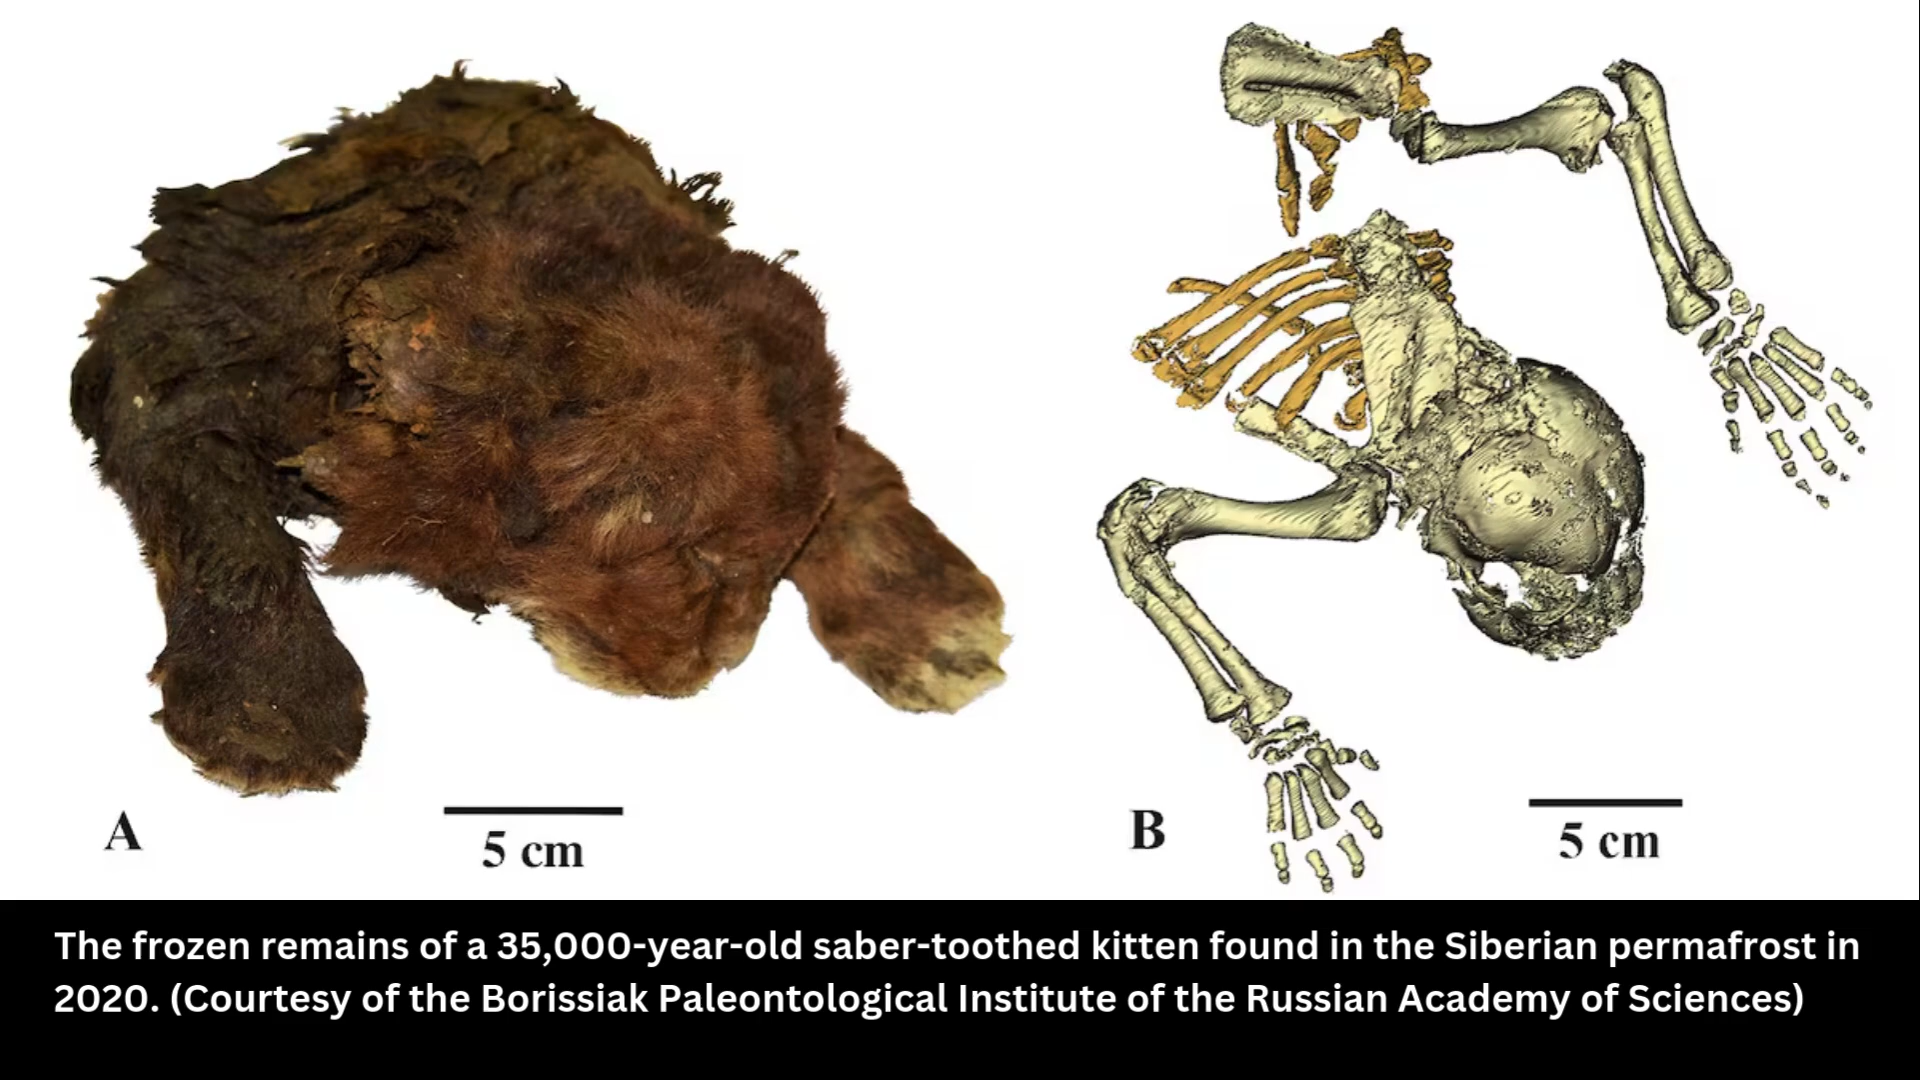 A
5 cm
B
5 cm
The frozen remains of a 35,000-year-old saber-toothed kitten found in the Siberian permafrost in
2020. (Courtesy of the Borissiak Paleontological Institute of the Russian Academy of Sciences)